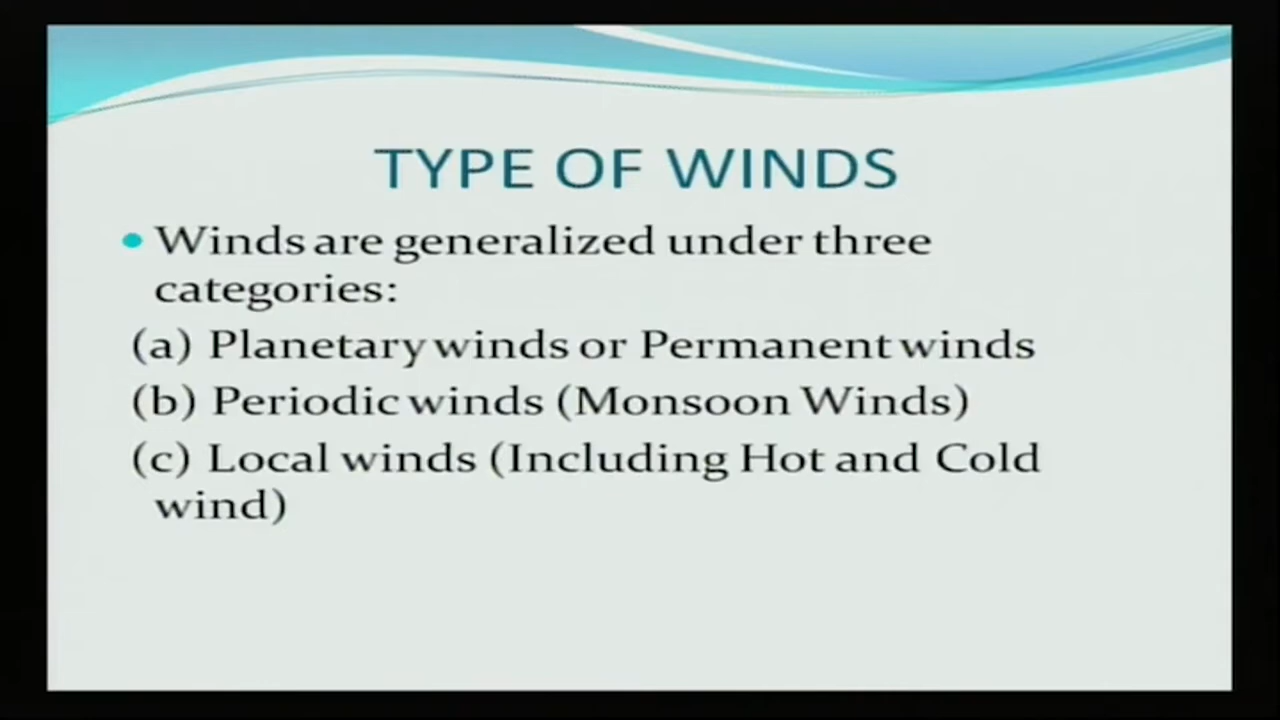 TYPE OF WINDS
Winds are generalized under three
categories:
(a) Planetary winds or Permanent winds
(b) Periodic winds (Monsoon Winds)
(c) Local winds (Including Hot and Cold
wind)